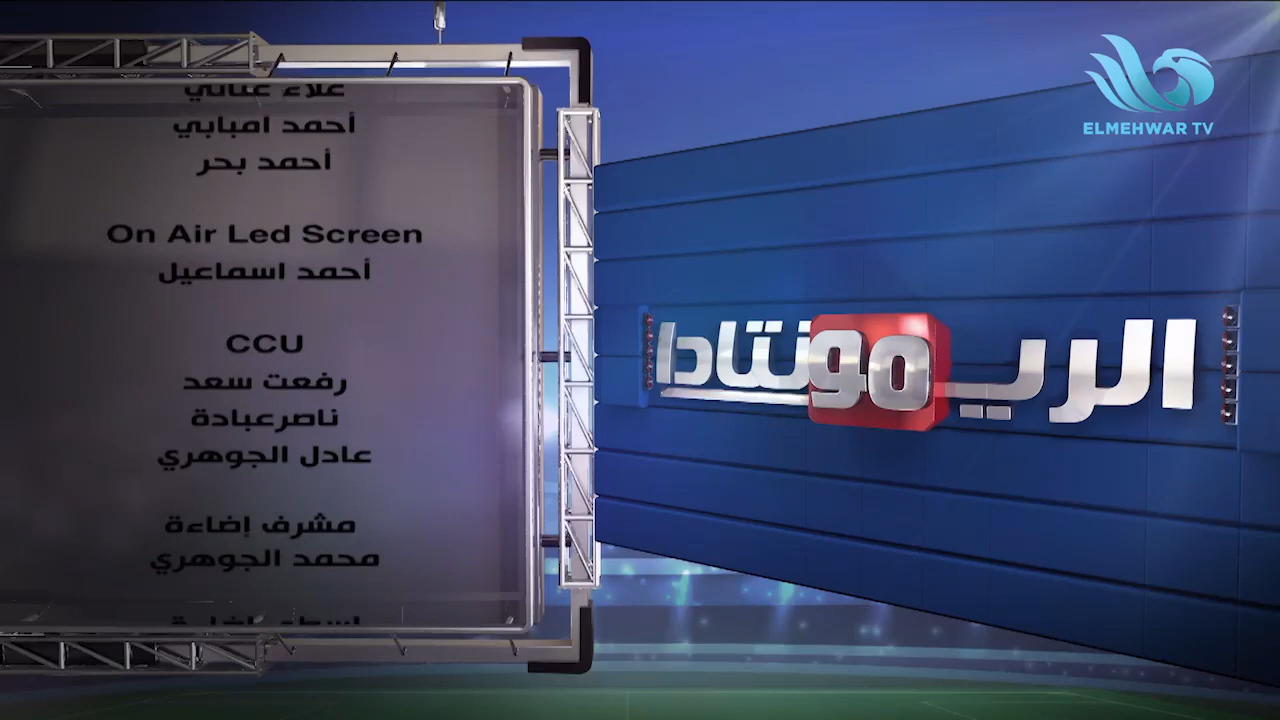 ELMEHWAR TV
الريمونتادا
أحمد امبابي
أحمد بحر
On Air Led Screen
أحمد اسماعيل
CCU
رفعت سعد
ناصرعبادة
عادل الجوهري
مشرف إضاءة
محمد الجوهري